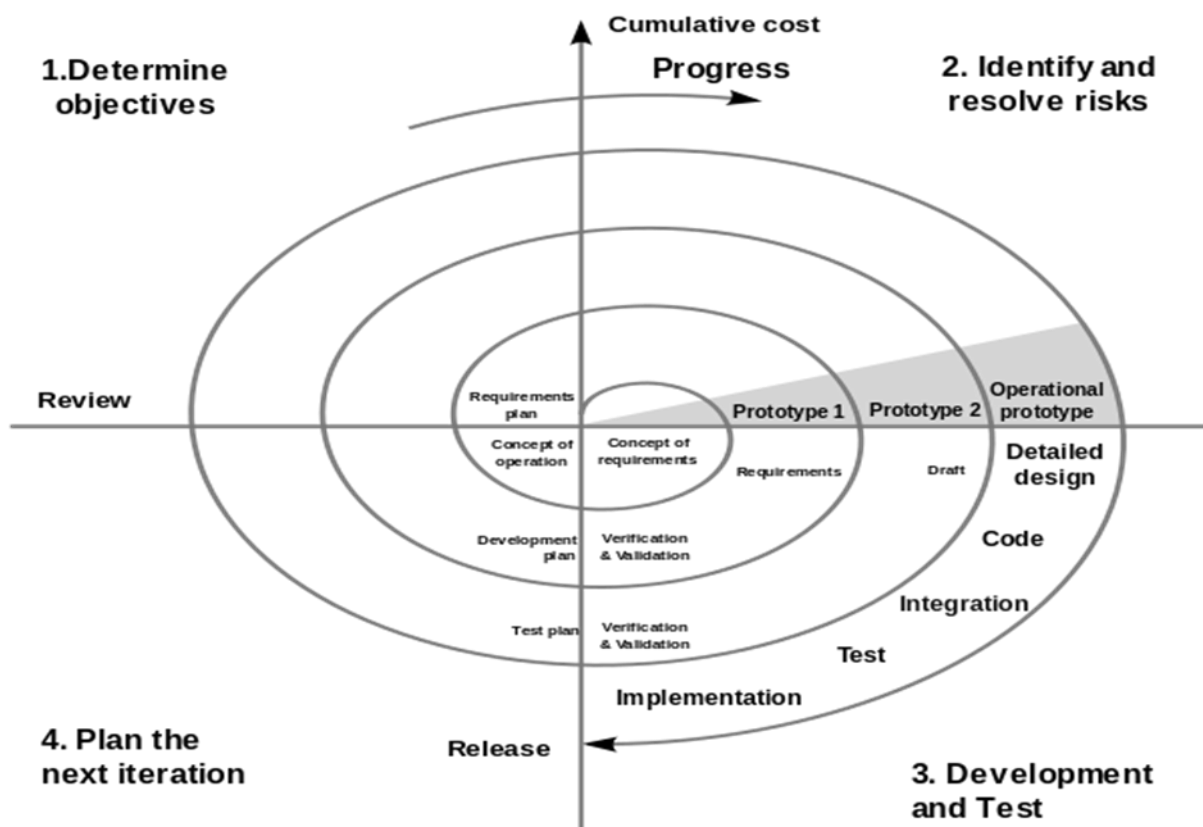 Cumulative cost
1.Determine
objectives
Progress
2. Identify and
resolve risks
Review
Requirements
plan
Prototype 1
Prototype 2
Operational
prototype
Concept of
operation
Concept of
requirements
Requirements
Draft
Detailed
design
Development
plan
Verification
& Validation
Code
Integration
Test plan
Verification
& Validation
Test
Implementation
Release
4. Plan the
next iteration
3. Development
and Test